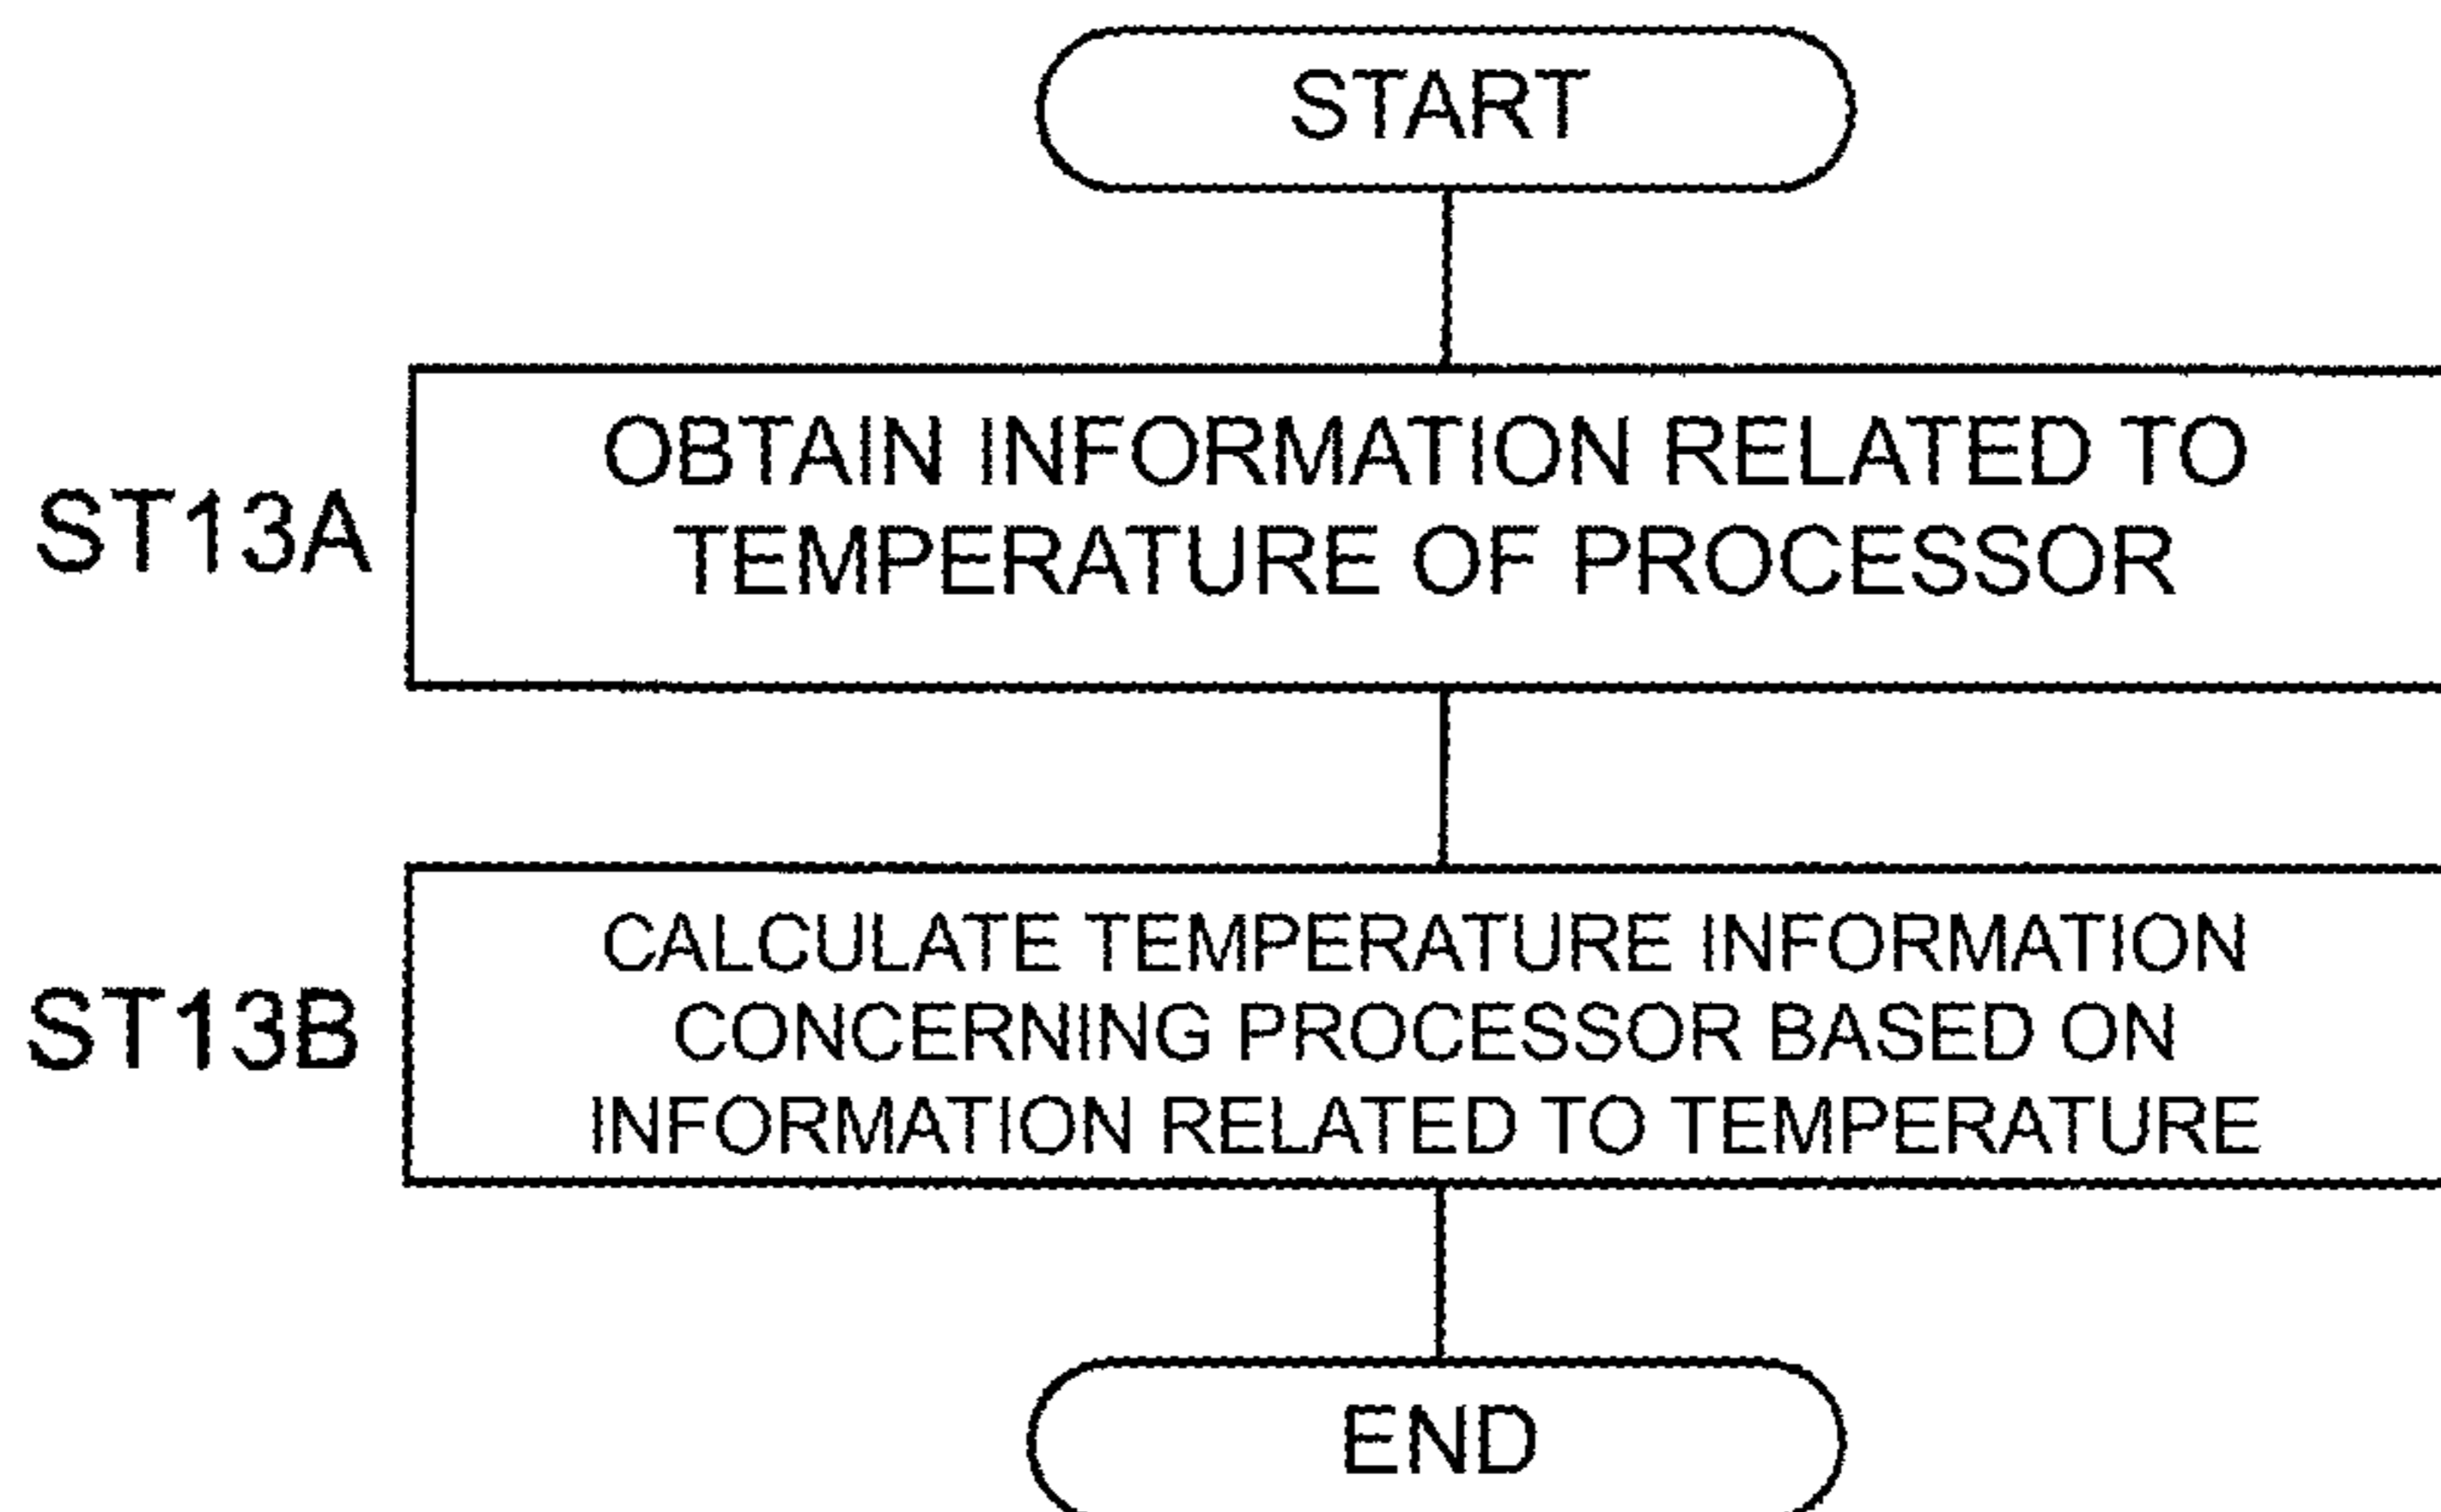 START
ST13A
OBTAIN INFORMATION RELATED TO
TEMPERATURE OF PROCESSOR
ST13B
CALCULATE TEMPERATURE INFORMATION
CONCERNING PROCESSOR BASED ON
INFORMATION RELATED TO TEMPERATURE
END